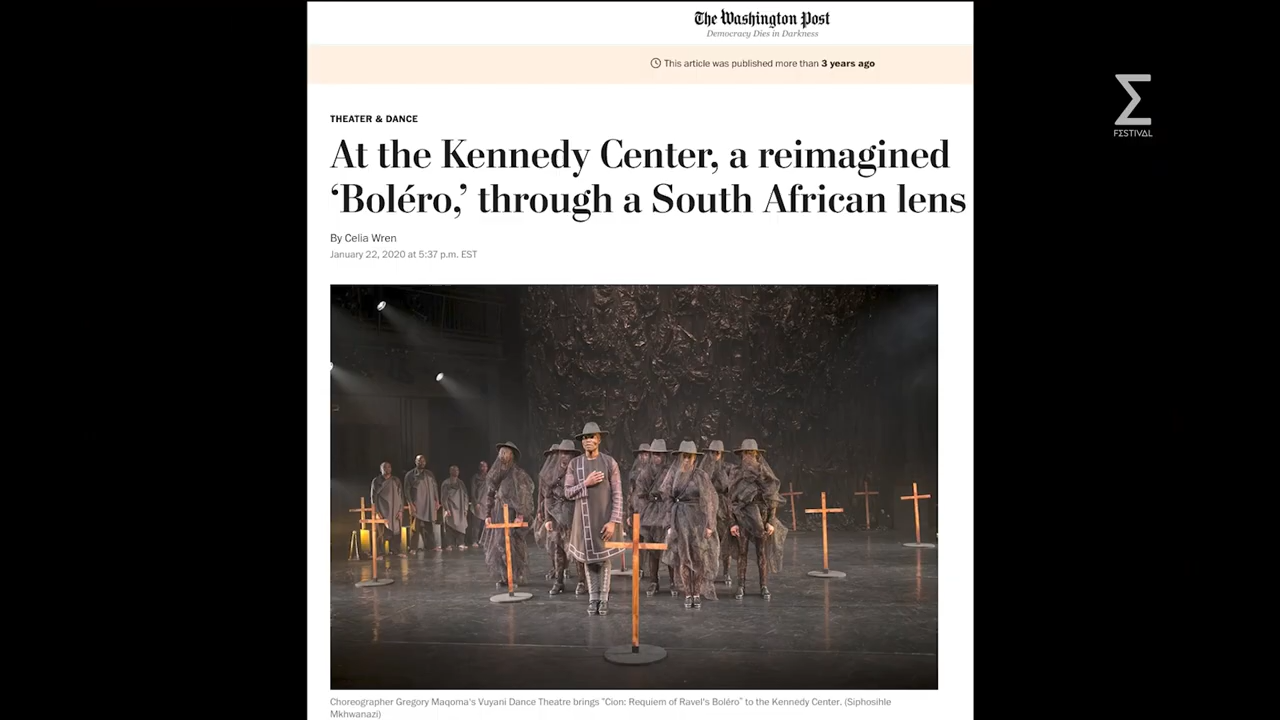 The Washington Post
Democracy Dies in Darkness
This article was published more than 3 years ago
THEATER & DANCE
At the Kennedy Center, a reimagined
‘Boléro,’ through a South African lens
By Celia Wren
January 22, 2020 at 5:37 p.m. EST
Choreographer Gregory Maqoma's Vuyani Dance Theatre brings "Cion: Requiem of Ravel's Boléro" to the Kennedy Center. (Siphosihle
Mkhwanazi)
Σ
FΣSTIVΔL